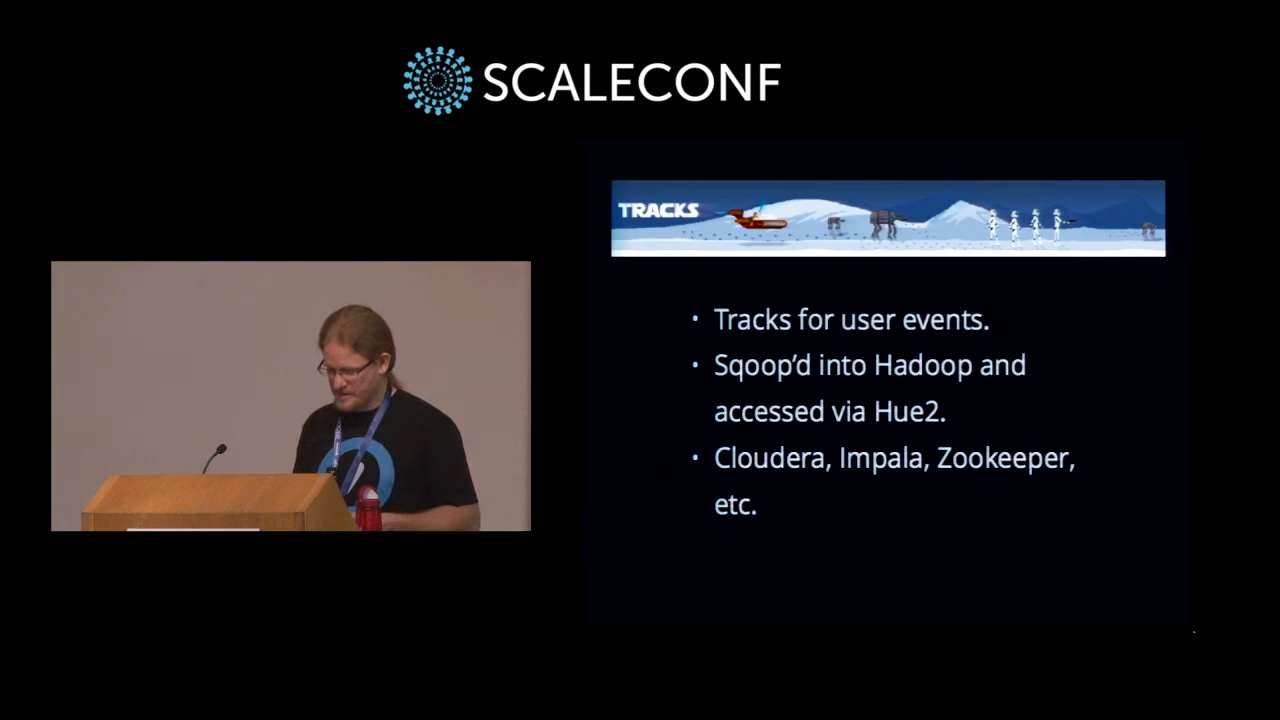 SCALECONF
TRACKS
• Tracks for user events.
• Sqoop’d into Hadoop and
accessed via Hue2.
• Cloudera, Impala, Zookeeper,
etc.